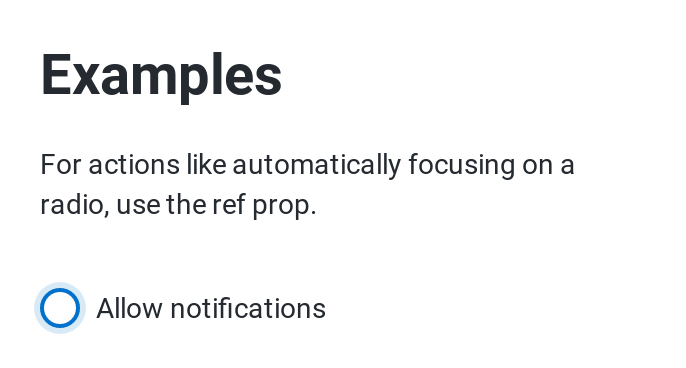 Examples
For actions like automatically focusing on a
radio, use the ref prop.
Allow notifications